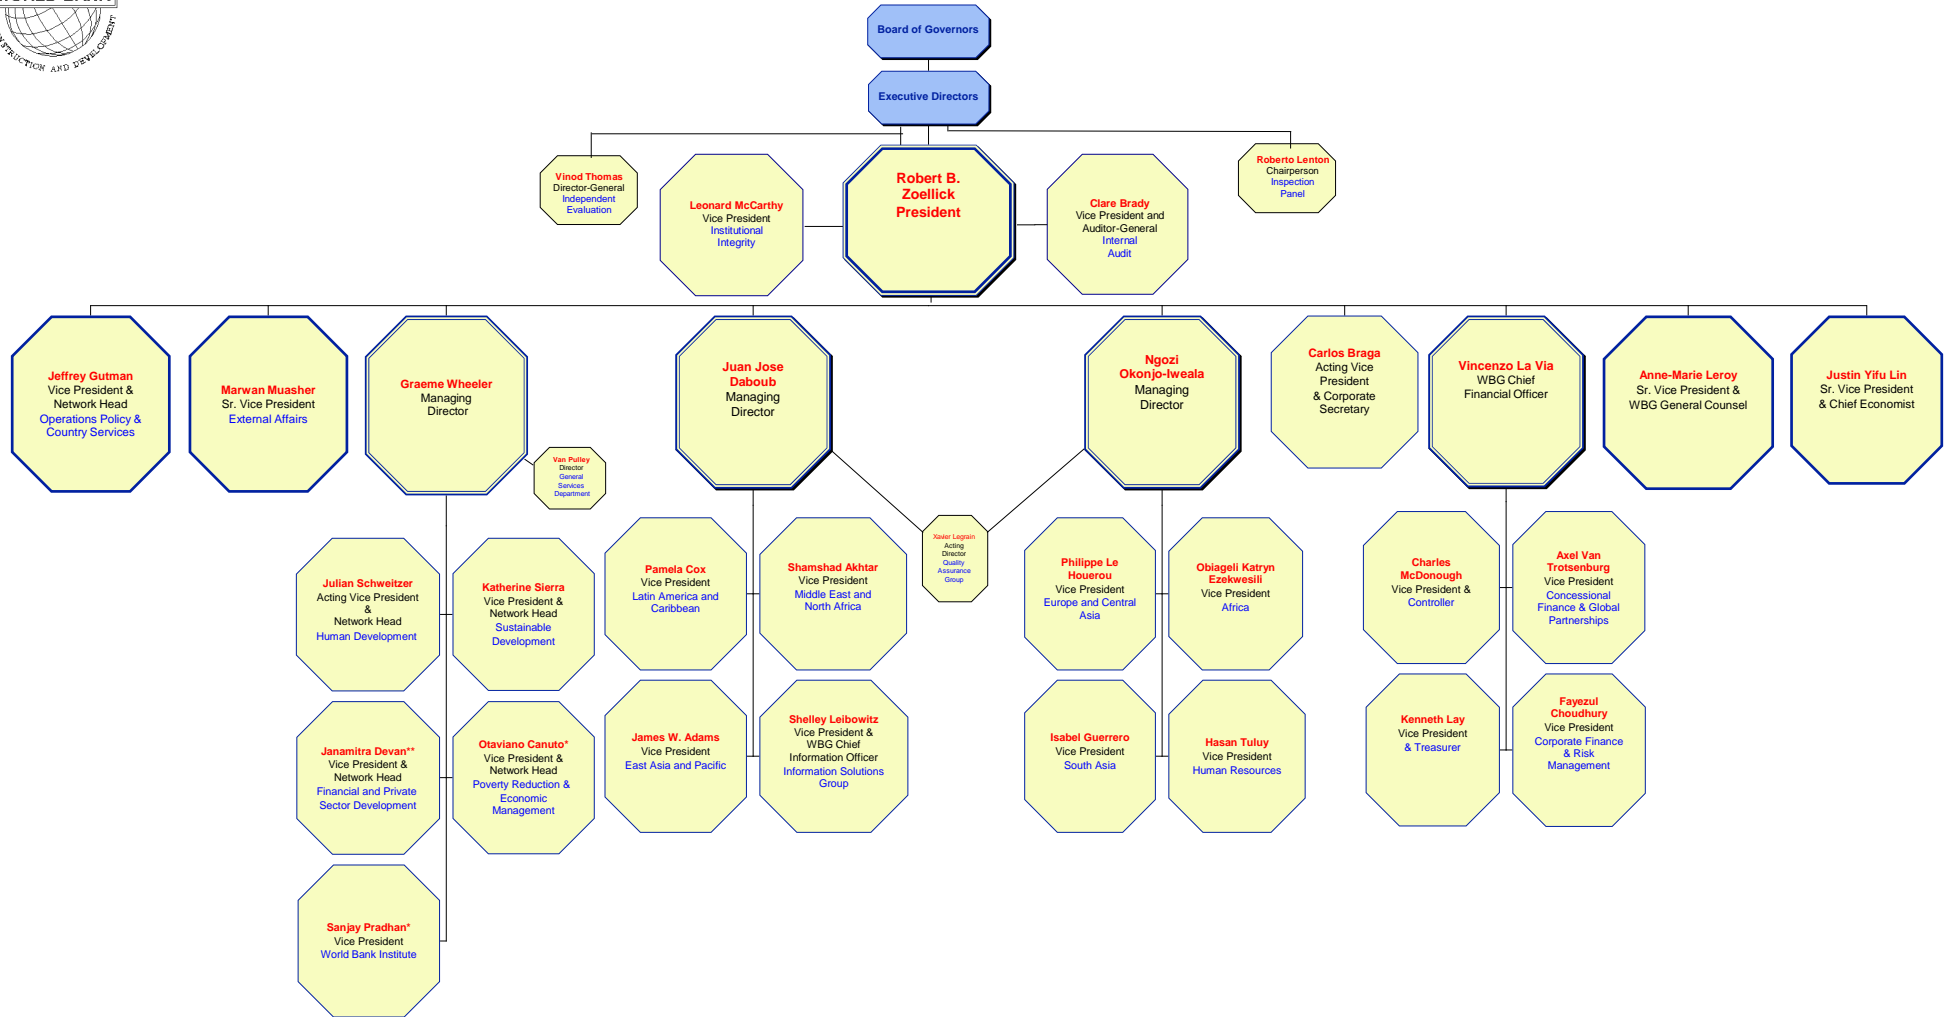 Board of Governors
Executive Directors
Vinod Thomas
Director-General
Independent
Evaluation
Leonard McCarthy
Vice President
Institutional
Integrity
Robert B.
Zoellick
President
Clare Brady
Vice President and
Auditor-General
Internal
Audit
Roberto Lenton
Chairperson
Inspection
Panel
Jeffrey Gutman
Vice President &
Network Head
Operations Policy &
Country Services
Marwan Muasher
Sr. Vice President
External Affairs
Graeme Wheeler
Managing
Director
Van Pulley
Director
General
Services
Department
Juan Jose
Daboub
Managing
Director
Ngozi
Okonjo-Iweala
Managing
Director
Carlos Braga
Acting Vice
President
& Corporate
Secretary
Vincenzo La Via
WBG Chief
Financial Officer
Anne-Marie Leroy
Sr. Vice President &
WBG General Counsel
Justin Yifu Lin
Sr. Vice President
& Chief Economist
Xavier Legrain
Acting
Director
Quality
Assurance
Group
Julian Schweitzer
Acting Vice President
&
Network Head
Human Development
Katherine Sierra
Vice President &
Network Head
Sustainable
Development
Pamela Cox
Vice President
Latin America and
Caribbean
Shamshad Akhtar
Vice President
Middle East and
North Africa
Philippe Le
Houerou
Vice President
Europe and Central
Asia
Obiageli Katryn
Ezekwesili
Vice President
Africa
Charles
McDonough
Vice President &
Controller
Axel Van
Trotsenburg
Vice President
Concessional
Finance & Global
Partnerships
Janamitra Devan**
Vice President &
Network Head
Financial and Private
Sector Development
Otaviano Canuto*
Vice President &
Network Head
Poverty Reduction &
Economic
Management
James W. Adams
Vice President
East Asia and Pacific
Shelley Leibowitz
Vice President &
WBG Chief
Information Officer
Information Solutions
Group
Isabel Guerrero
Vice President
South Asia
Hasan Tuluy
Vice President
Human Resources
Kenneth Lay
Vice President
& Treasurer
Fayezul
Choudhury
Vice President
Corporate Finance
& Risk
Management
Sanjay Pradhan*
Vice President
World Bank Institute
AND DEVELOPMENT